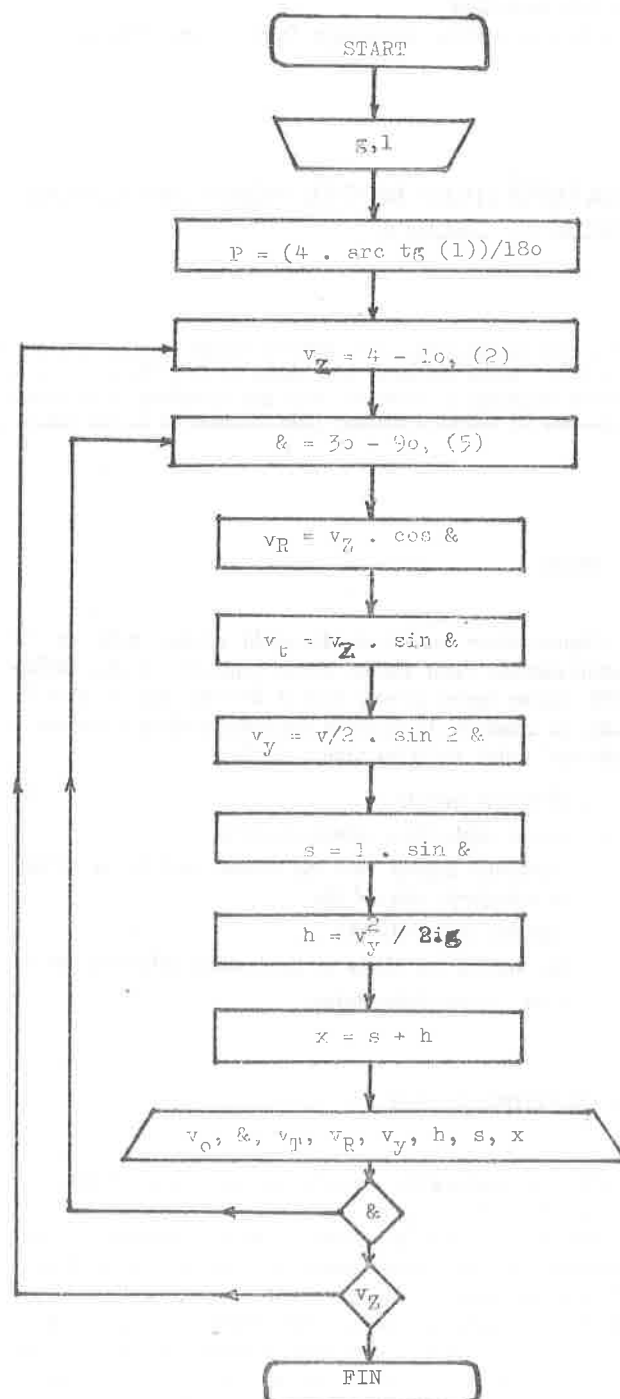 START
g,l
P = (4 . arc tg (1))/18o
v_Z = 4 - 1o, (2)
& = 3o - 9o, (5)
v_R = v_Z . cos &
v_t = v_Z . sin &
v_y = v/2 . sin 2 &
s = l . sin &
h = v_y^2 / 2ig
x = s + h
v_o, &, v_T, v_R, v_y, h, s, x
&
v_Z
FIN